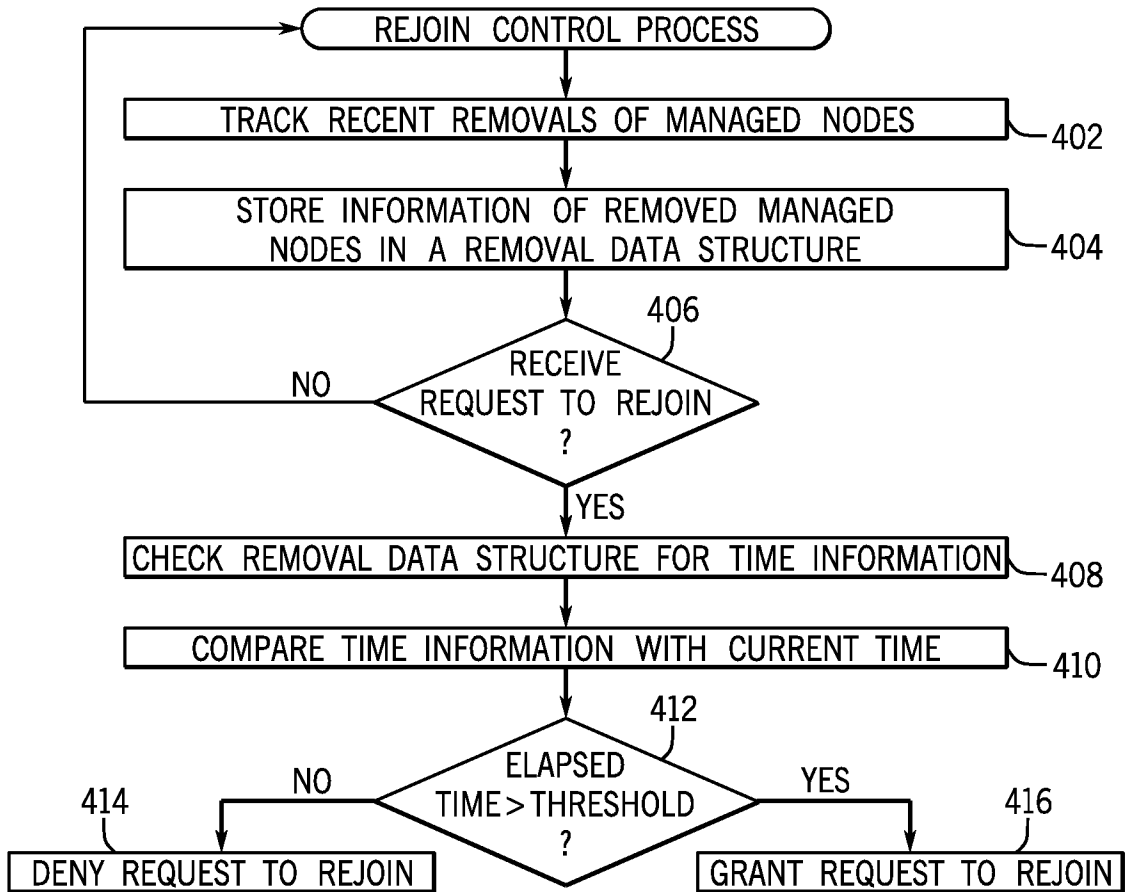 REJOIN CONTROL PROCESS
TRACK RECENT REMOVALS OF MANAGED NODES
402
STORE INFORMATION OF REMOVED MANAGED
NODES IN A REMOVAL DATA STRUCTURE
404
406
RECEIVE
REQUEST TO REJOIN
?
NO
YES
CHECK REMOVAL DATA STRUCTURE FOR TIME INFORMATION
408
COMPARE TIME INFORMATION WITH CURRENT TIME
410
412
ELAPSED
TIME > THRESHOLD
?
NO
YES
414
DENY REQUEST TO REJOIN
416
GRANT REQUEST TO REJOIN